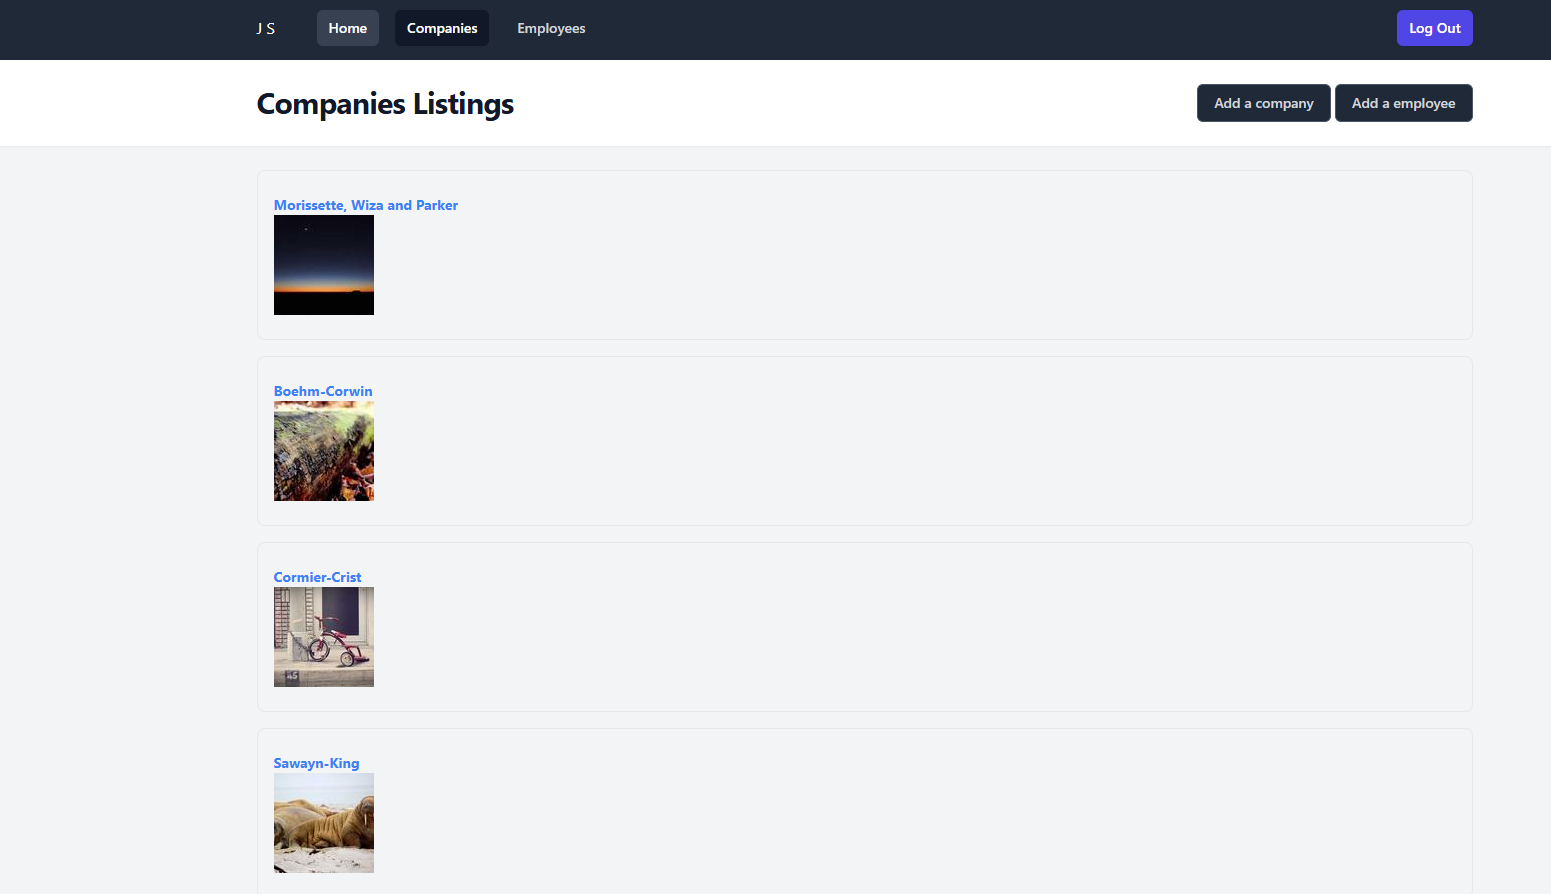 J S
Home
Companies
Employees
Log Out
Companies Listings
Add a company
Add a employee
Morissette, Wiza and Parker
Boehm-Corwin
Cormier-Crist
45
Sawayn-King